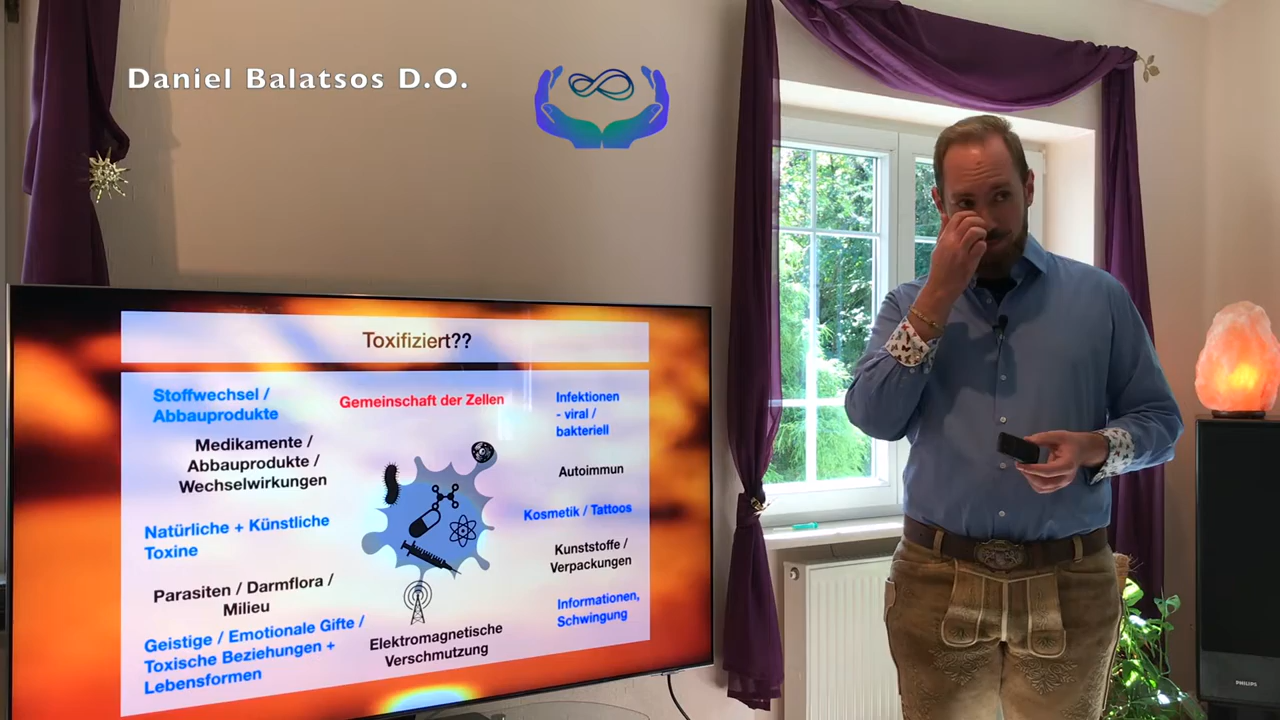 Daniel Balatsos D.O.
Toxifiziert??
Stoffwechsel /
Abbauprodukte
Gemeinschaft der Zellen
Infektionen
- viral /
bakteriell
Medikamente /
Abbauprodukte /
Wechselwirkungen
Autoimmun
Natürliche + Künstliche
Toxine
Kosmetik / Tattoos
Kunststoffe /
Verpackungen
Parasiten / Darmflora /
Milieu
Informationen,
Schwingung
Geistige / Emotionale Gifte /
Toxische Beziehungen +
Lebensformen
Elektromagnetische
Verschmutzung
PHILIPS